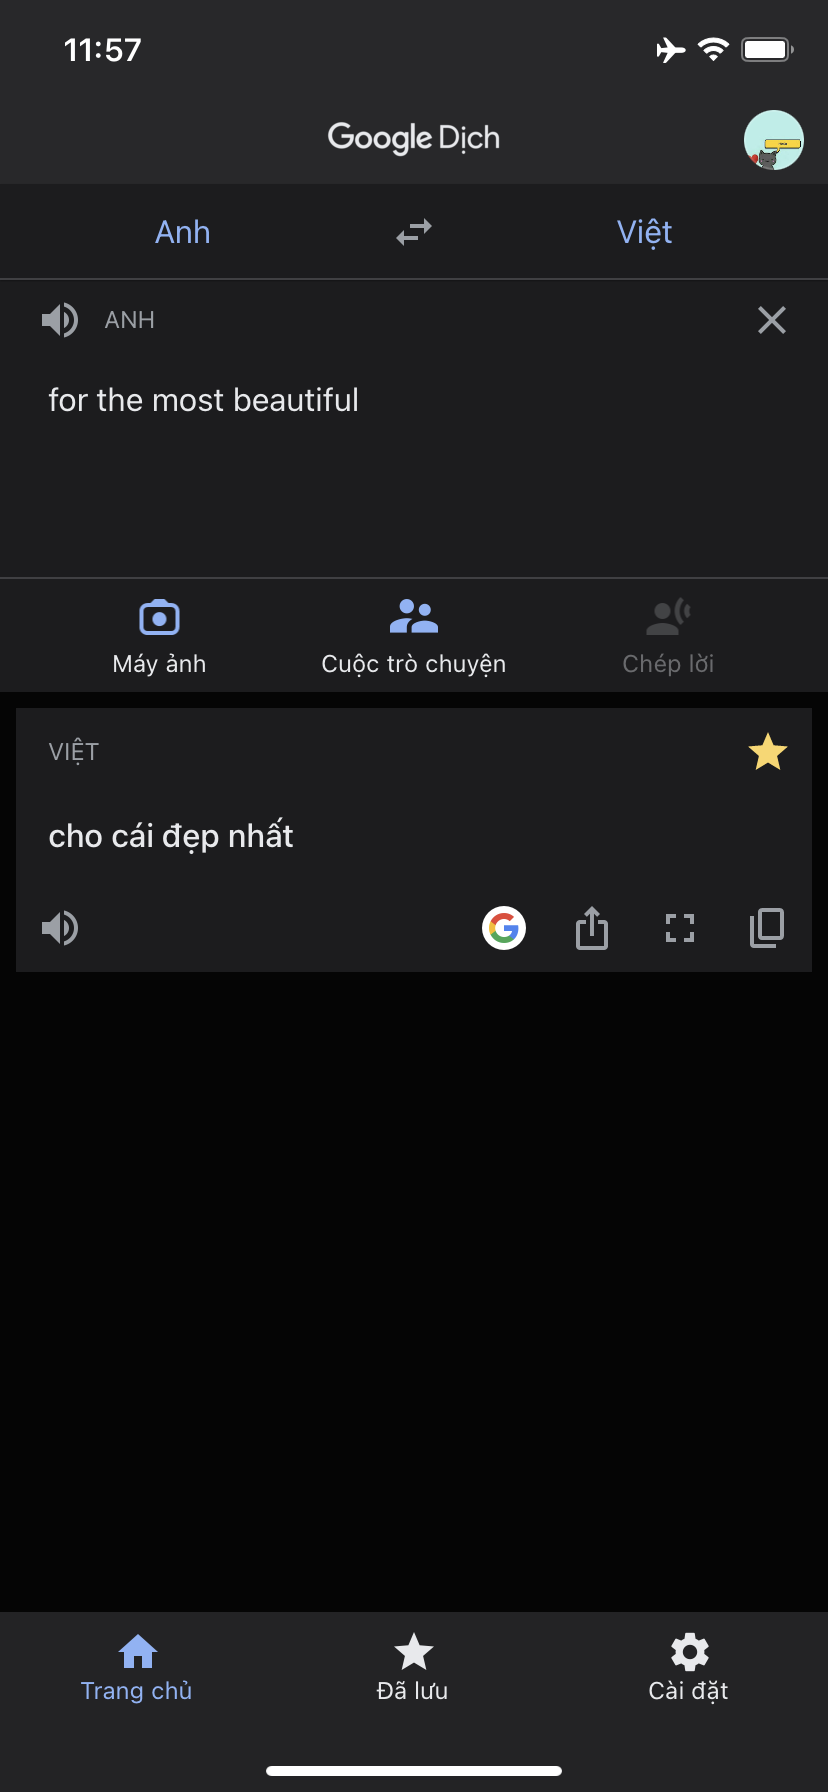 11:57
Google Dịch
Anh
Việt
ANH
for the most beautiful
Máy ảnh
Cuộc trò chuyện
Chép lời
VIỆT
cho cái đẹp nhất
Trang chủ
Đã lưu
Cài đặt